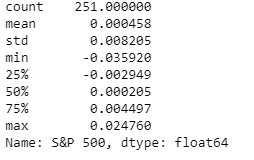 count 251.000000
mean 0.000458
std 0.008205
min -0.035920
25% -0.002949
50% 0.000205
75% 0.004497
max 0.024760
Name: S&P 500, dtype: float64